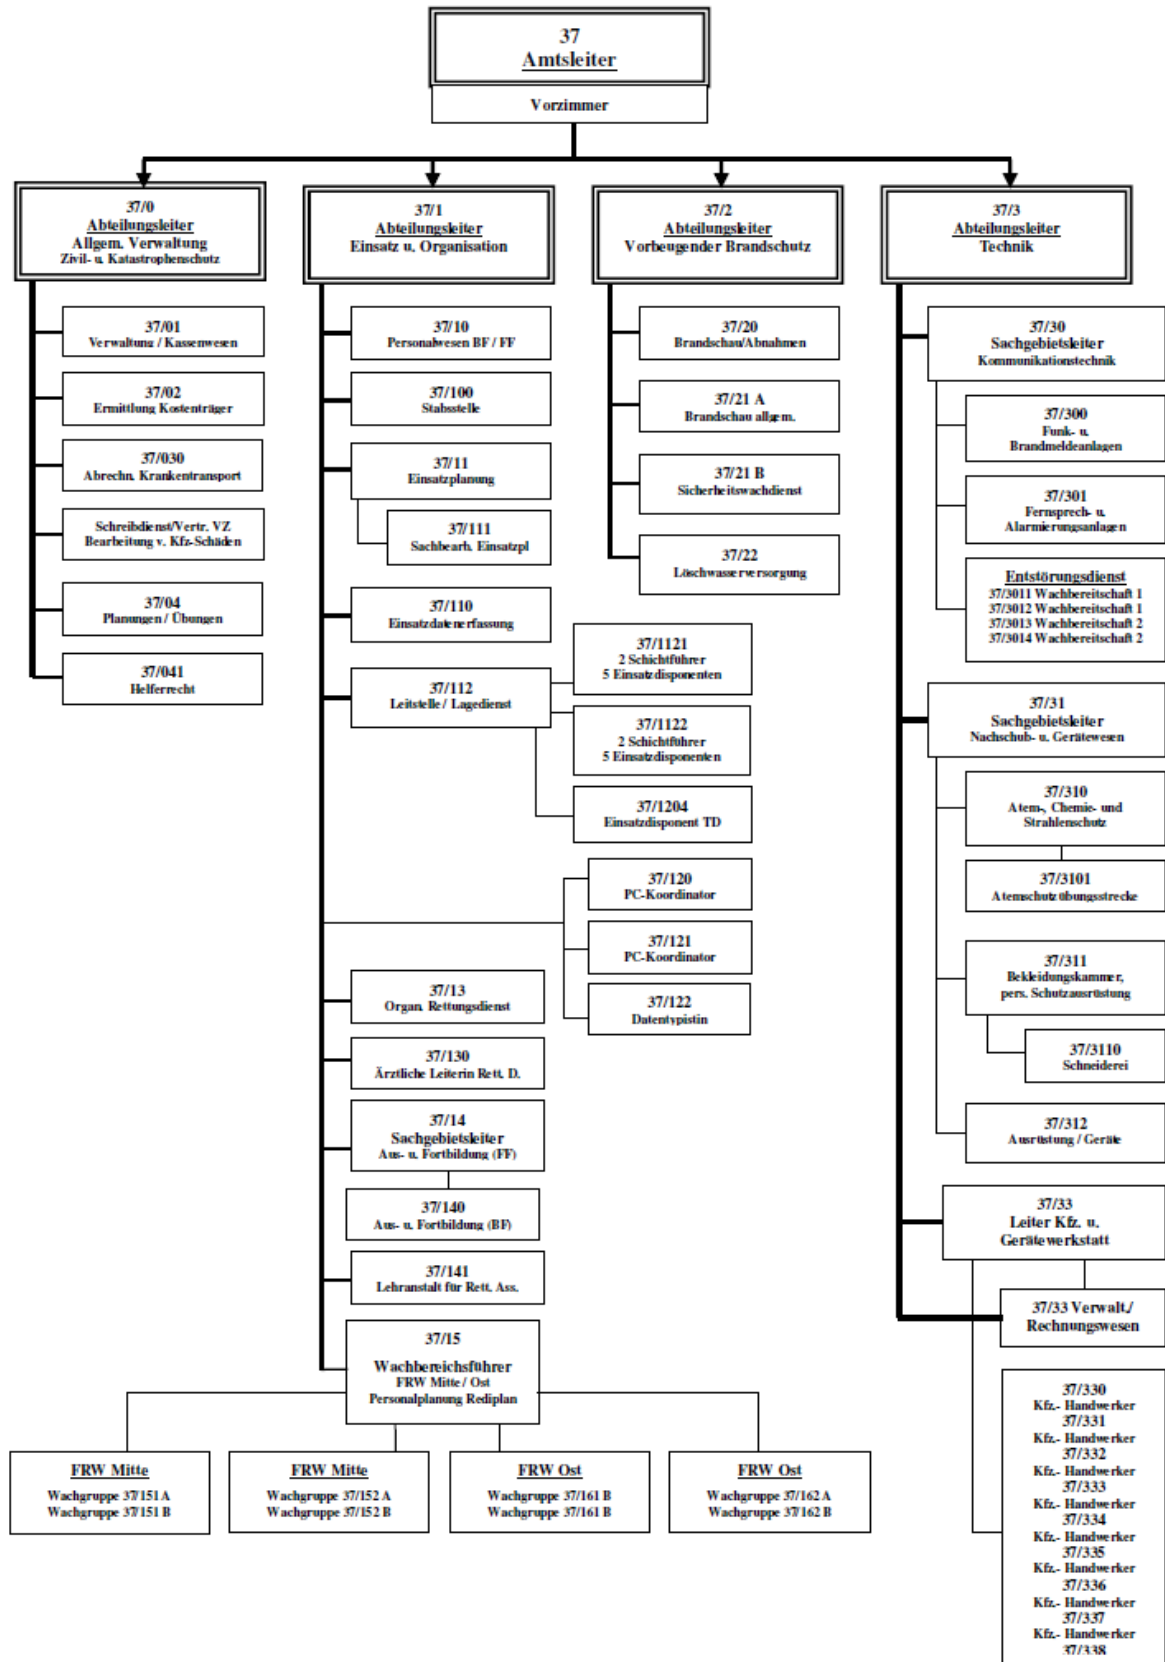 37
Amtsleiter
Vorzimmer
37/0
Abteilungsleiter
Allgem. Verwaltung
Zivil- u. Katastrophenschutz
37/01
Verwaltung / Kassenwesen
37/02
Ermittlung Kostenträger
37/030
Abrechn. Krankentransport
Schreibdienst/Vertr. VZ
Bearbeitung v. Kfz-Schäden
37/04
Planungen / Übungen
37/041
Helferrecht
37/1
Abteilungsleiter
Einsatz u. Organisation
37/10
Personalwesen BF / FF
37/100
Stabsstelle
37/11
Einsatzplanung
37/111
Sachbearb. Einsatzpl
37/110
Einsatzdatenerfassung
37/112
Leitstelle / Lagedienst
37/1121
2 Schichtführer
5 Einsatzdisponenten
37/1122
2 Schichtführer
5 Einsatzdisponenten
37/1204
Einsatzdisponent TD
37/120
PC-Koordinator
37/121
PC-Koordinator
37/122
Datentypistin
37/13
Organ. Rettungsdienst
37/130
Ärztliche Leiterin Rett. D.
37/14
Sachgebietsleiter
Aus- u. Fortbildung (FF)
37/140
Aus- u. Fortbildung (BF)
37/141
Lehranstalt für Rett. Ass.
37/15
Wachbereichsführer
FRW Mitte / Ost
Personalplanung Rediplan
FRW Mitte
Wachgruppe 37/151 A
Wachgruppe 37/151 B
FRW Mitte
Wachgruppe 37/152 A
Wachgruppe 37/152 B
FRW Ost
Wachgruppe 37/161 B
Wachgruppe 37/161 B
FRW Ost
Wachgruppe 37/162 A
Wachgruppe 37/162 B
37/2
Abteilungsleiter
Vorbeugender Brandschutz
37/20
Brandschau/Abnahmen
37/21 A
Brandschau allgem.
37/21 B
Sicherheitswachdienst
37/22
Löschwasserversorgung
37/3
Abteilungsleiter
Technik
37/30
Sachgebietsleiter
Kommunikationstechnik
37/300
Funk- u.
Brandmeldeanlagen
37/301
Fernsprech- u.
Alarmierungsanlagen
Entstörungsdienst
37/3011 Wachbereitschaft 1
37/3012 Wachbereitschaft 1
37/3013 Wachbereitschaft 2
37/3014 Wachbereitschaft 2
37/31
Sachgebietsleiter
Nachschub- u. Gerätewesen
37/310
Atem-, Chemie- und
Strahlenschutz
37/3101
Atemschutzübungsstrecke
37/311
Bekleidungskammer,
pers. Schutzausrüstung
37/3110
Schneiderei
37/312
Ausrüstung / Geräte
37/33
Leiter Kfz. u.
Gerätewerkstatt
37/33 Verwalt./
Rechnungswesen
37/330
Kfz.- Handwerker
37/331
Kfz.- Handwerker
37/332
Kfz.- Handwerker
37/333
Kfz.- Handwerker
37/334
Kfz.- Handwerker
37/335
Kfz.- Handwerker
37/336
Kfz.- Handwerker
37/337
Kfz.- Handwerker
37/338